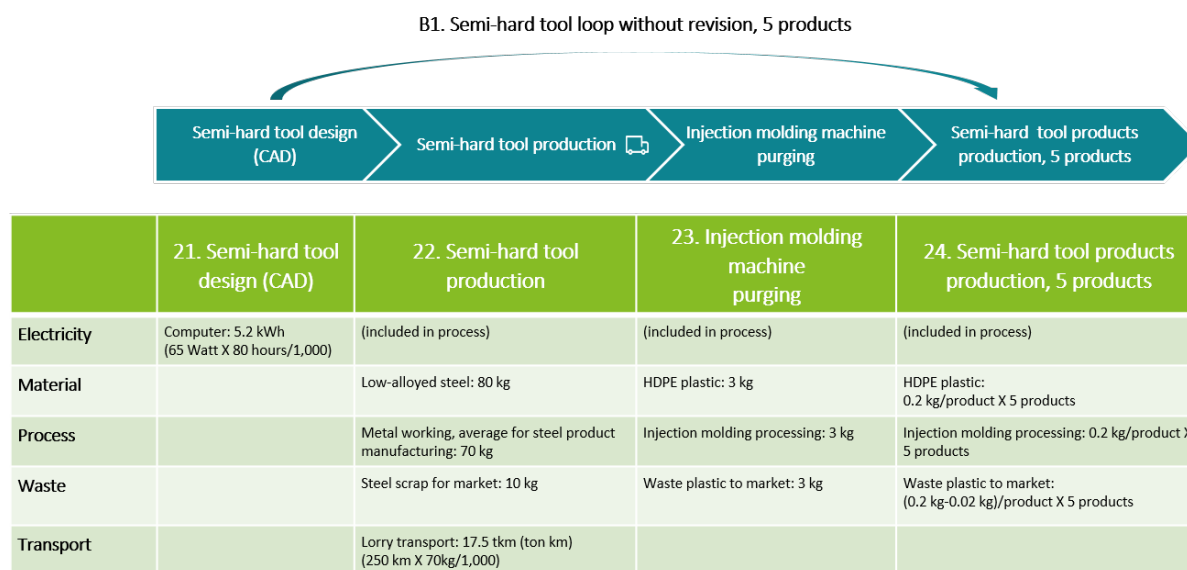 B1. Semi-hard tool loop without revision, 5 products
Semi-hard tool design
(CAD)
Semi-hard tool production
Injection molding machine
purging
Semi-hard  tool products
production, 5 products
21. Semi-hard tool
design (CAD)
22. Semi-hard tool
production
23. Injection molding
machine
purging
24. Semi-hard tool products
production, 5 products
Electricity
Computer: 5.2 kWh
(65 Watt X 80 hours/1,000)
(included in process)
(included in process)
(included in process)
Material
Low-alloyed steel: 80 kg
HDPE plastic: 3 kg
HDPE plastic:
0.2 kg/product X 5 products
Process
Metal working, average for steel product
manufacturing: 70 kg
Injection molding processing: 3 kg
Injection molding processing: 0.2 kg/product X
5 products
Waste
Steel scrap for market: 10 kg
Waste plastic to market: 3 kg
Waste plastic to market:
(0.2 kg-0.02 kg)/product X 5 products
Transport
Lorry transport: 17.5 tkm (ton km)
(250 km X 70kg/1,000)